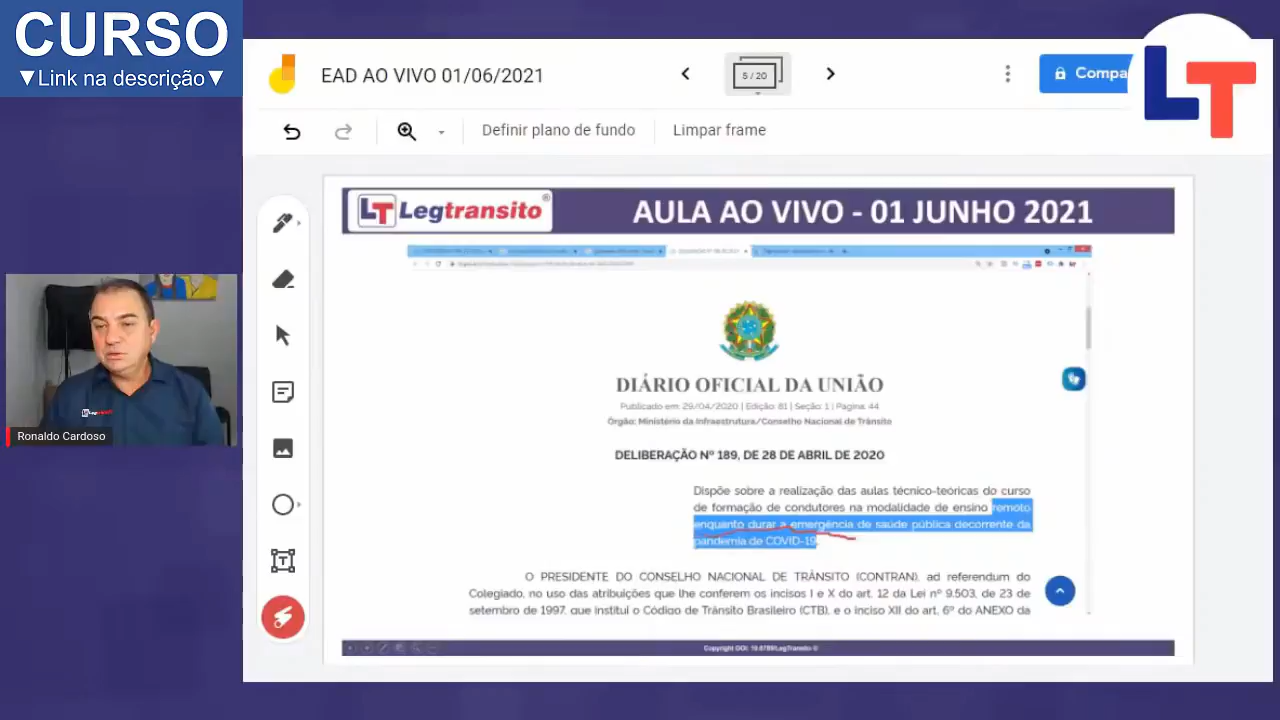 CURSO
▼Link na descrição▼
EAD AO VIVO 01/06/2021
5 / 20
Compa
LT
Definir plano de fundo
Limpar frame
LT Legtransito®
AULA AO VIVO - 01 JUNHO 2021
DIÁRIO OFICIAL DA UNIÃO
Publicado em: 29/04/2020 | Edição: 81 | Seção: 1 | Página: 44
Órgão: Ministério da Infraestrutura/Conselho Nacional de Trânsito
DELIBERAÇÃO Nº 189, DE 28 DE ABRIL DE 2020
Dispõe sobre a realização das aulas técnico-teóricas do curso
de formação de condutores na modalidade de ensino remoto
enquanto durar a emergência de saúde pública decorrente da
pandemia de COVID-19
O PRESIDENTE DO CONSELHO NACIONAL DE TRÂNSITO (CONTRAN), ad referendum do
Colegiado, no uso das atribuições que lhe conferem os incisos I e X do art. 12 da Lei nº 9.503, de 23 de
setembro de 1997, que institui o Código de Trânsito Brasileiro (CTB), e o inciso XII do art. 6º do ANEXO da
Legtransito
Ronaldo Cardoso